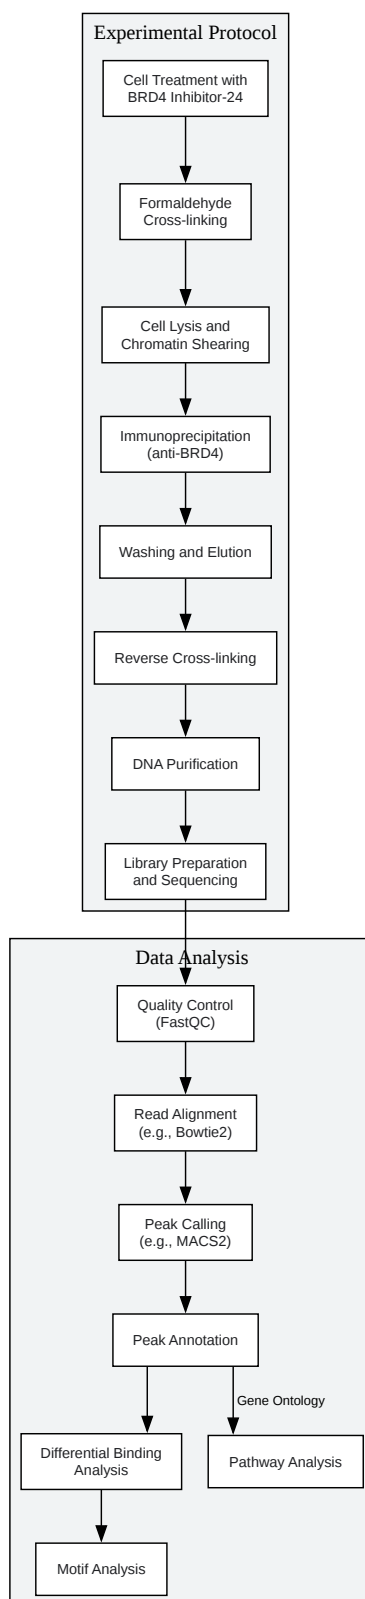 Experimental Protocol
Cell Treatment with
BRD4 Inhibitor-24
Formaldehyde
Cross-linking
Cell Lysis and
Chromatin Shearing
Immunoprecipitation
(anti-BRD4)
Washing and Elution
Reverse Cross-linking
DNA Purification
Library Preparation
and Sequencing
Data Analysis
Quality Control
(FastQC)
Read Alignment
(e.g., Bowtie2)
Peak Calling
(e.g., MACS2)
Peak Annotation
Gene Ontology
Differential Binding
Analysis
Pathway Analysis
Motif Analysis